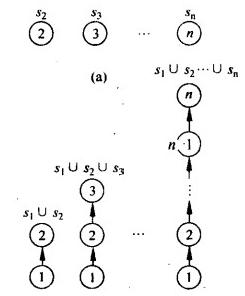 s₂ s₃ sₙ
2 3 ... n
(a)
s₁ ∪ s₂ ··· ∪ sₙ
n
n · 1
s₁ ∪ s₂ ∪ s₃
3
s₁ ∪ s₂
2 2 ... 2
1 1 1